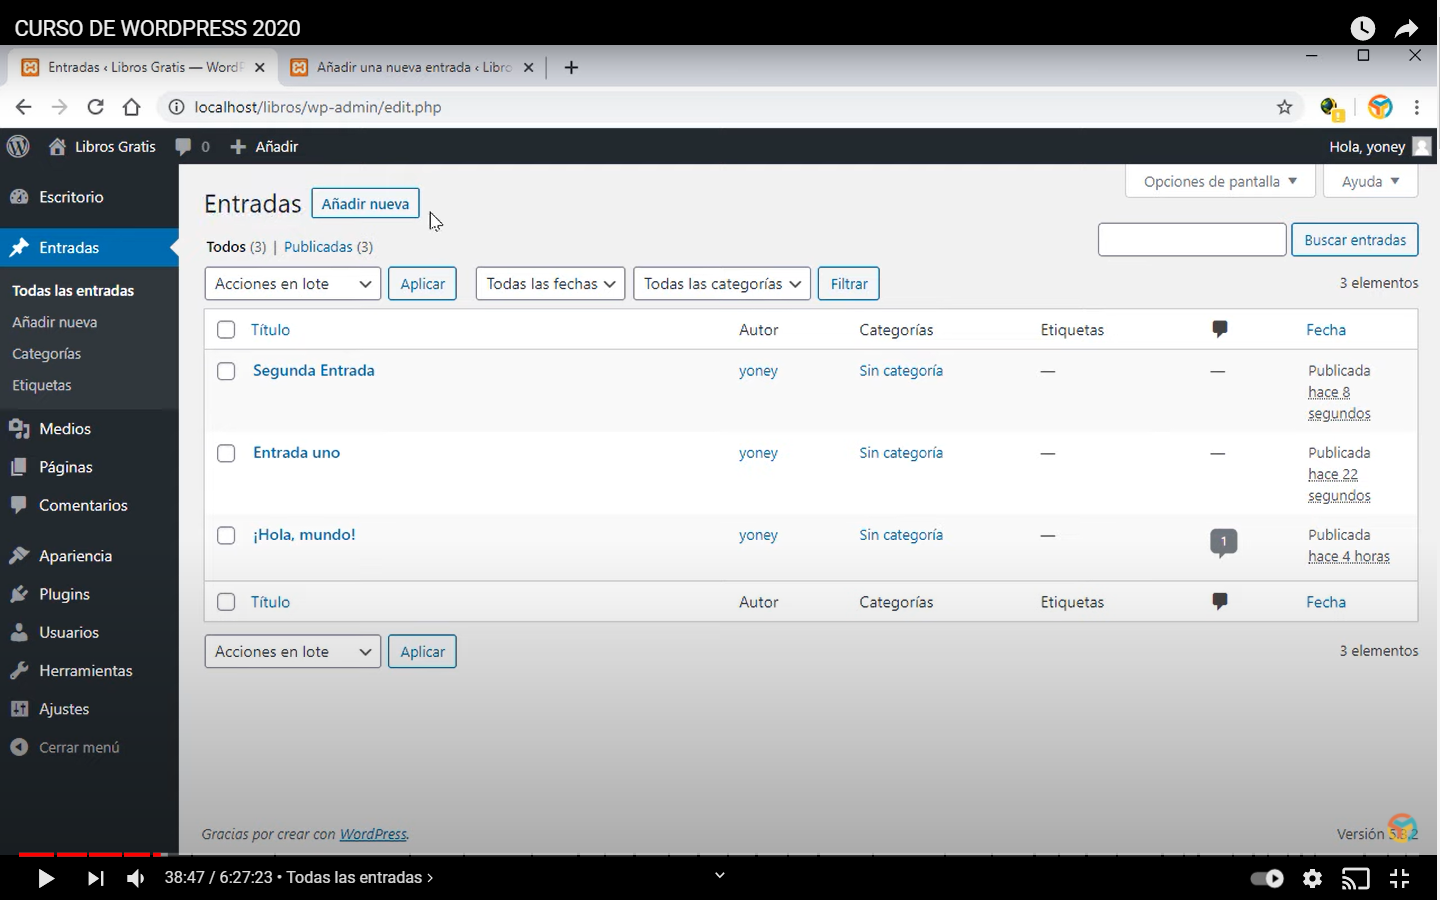 CURSO DE WORDPRESS 2020
Entradas ‹ Libros Gratis — WordP
Añadir una nueva entrada ‹ Libro
localhost/libros/wp-admin/edit.php
Libros Gratis 0 Añadir Hola, yoney
Escritorio
Entradas
Todas las entradas
Añadir nueva
Categorías
Etiquetas
Medios
Páginas
Comentarios
Apariencia
Plugins
Usuarios
Herramientas
Ajustes
Cerrar menú
Opciones de pantalla Ayuda
Entradas Añadir nueva
Todos (3) | Publicadas (3)
Buscar entradas
Acciones en lote Aplicar Todas las fechas Todas las categorías Filtrar 3 elementos
Título Autor Categorías Etiquetas Fecha
Segunda Entrada yoney Sin categoría — — Publicada
hace 8
segundos
Entrada uno yoney Sin categoría — — Publicada
hace 22
segundos
¡Hola, mundo! yoney Sin categoría — 1 Publicada
hace 4 horas
Título Autor Categorías Etiquetas Fecha
Acciones en lote Aplicar 3 elementos
Gracias por crear con WordPress.
Versión
38:47 / 6:27:23 • Todas las entradas ›